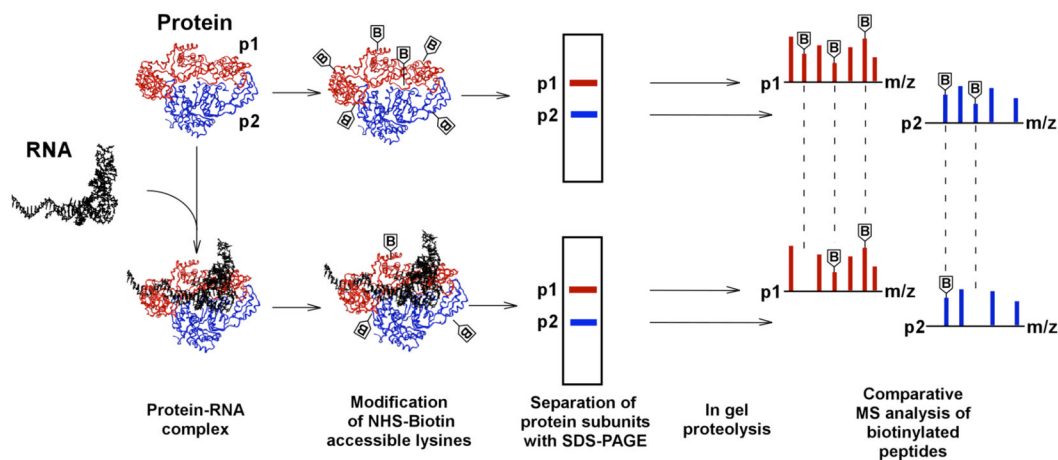 Protein
p1
p2
B
B
B
B
B
B
p1
p2
p1
B
B
B
m/z
p2
B
B
m/z
RNA
B
B
B
p1
p2
p1
B
B
m/z
p2
B
m/z
Protein-RNA
complex
Modification
of NHS-Biotin
accessible lysines
Separation of
protein subunits
with SDS-PAGE
In gel
proteolysis
Comparative
MS analysis of
biotinylated
peptides